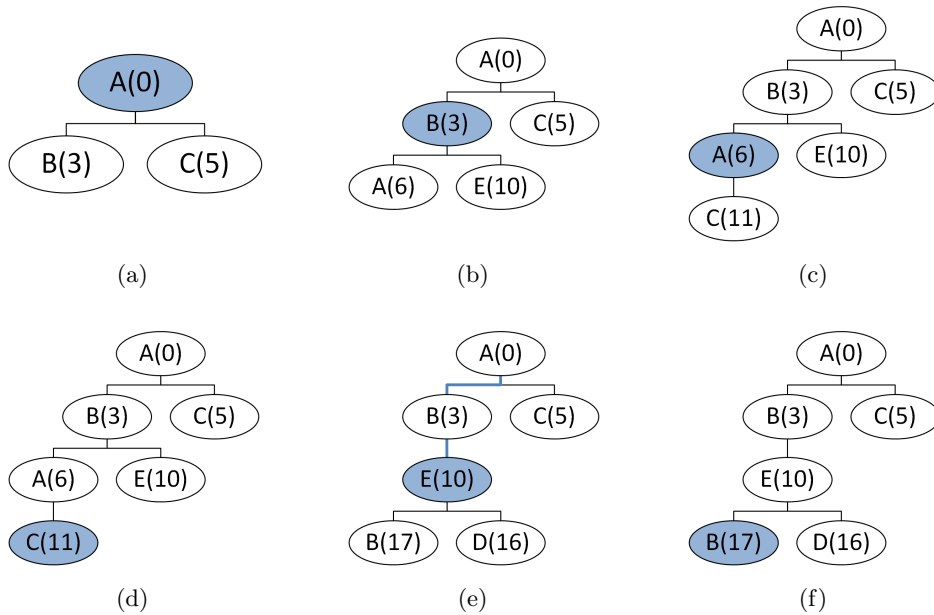 A(0)
B(3) C(5)
(a)
A(0)
B(3) C(5)
A(6) E(10)
(b)
A(0)
B(3) C(5)
A(6) E(10)
C(11)
(c)
A(0)
B(3) C(5)
A(6) E(10)
C(11)
(d)
A(0)
B(3) C(5)
E(10)
B(17) D(16)
(e)
A(0)
B(3) C(5)
E(10)
B(17) D(16)
(f)